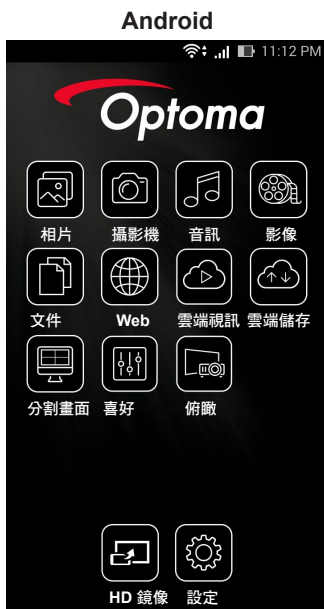 Android
11:12 PM
Optoma
相片 攝影機 音訊 影像
文件 Web 雲端視訊 雲端儲存
分割畫面 喜好 俯瞰
HD 鏡像 設定